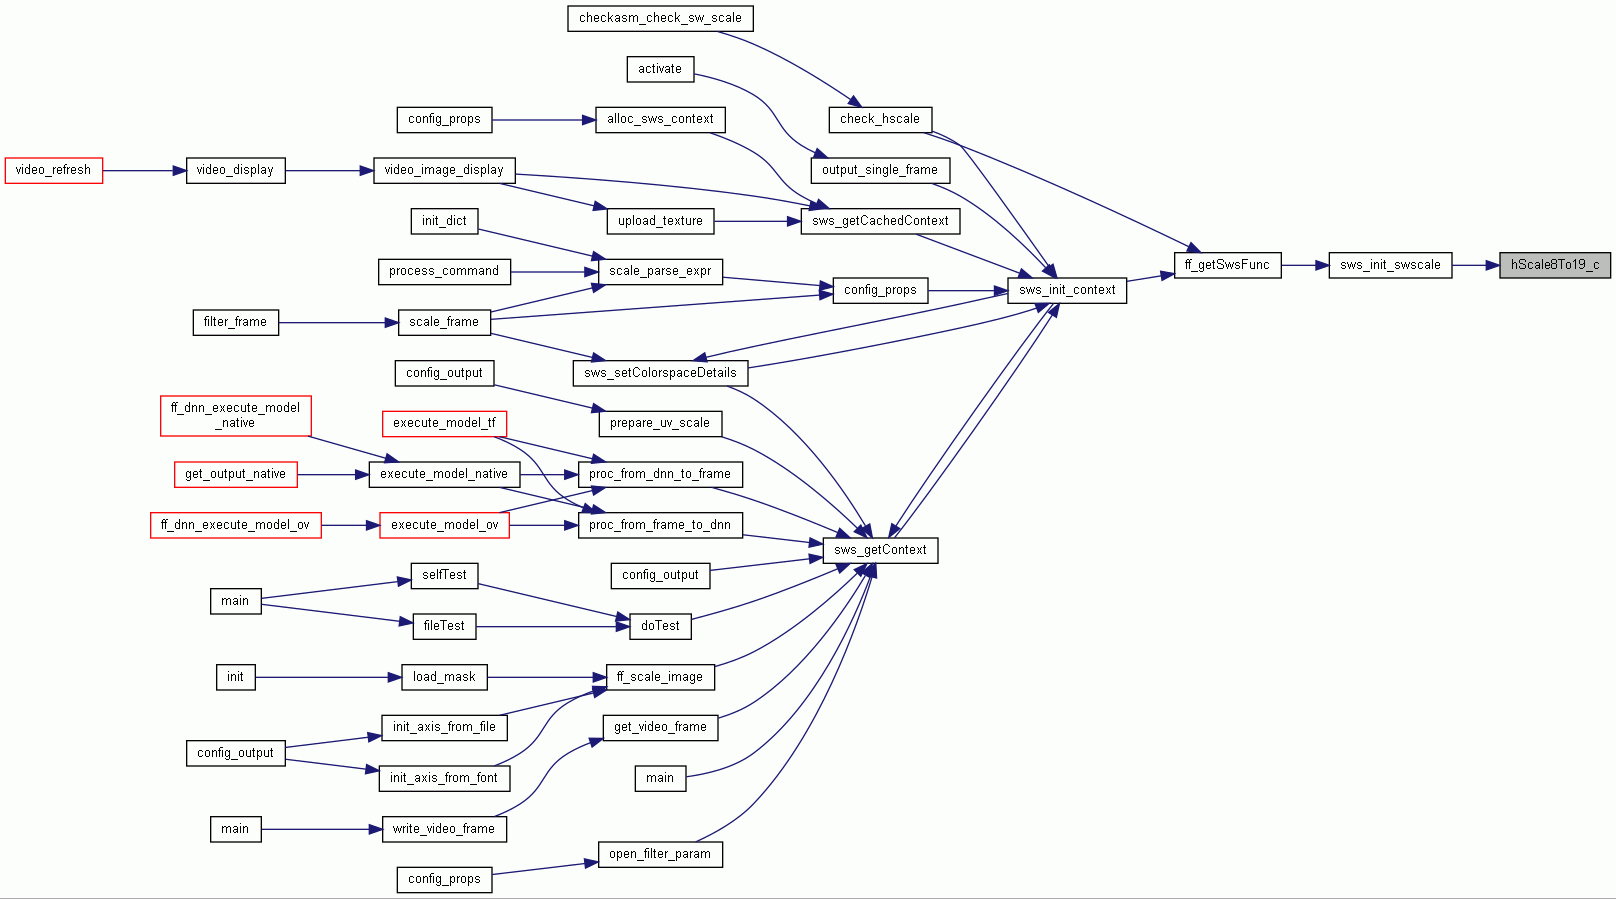 checkasm_check_sw_scale
activate
config_props
alloc_sws_context
check_hscale
video_refresh
video_display
video_image_display
output_single_frame
init_dict
upload_texture
sws_getCachedContext
process_command
scale_parse_expr
ff_getSwsFunc
sws_init_swscale
hScale8To19_c
config_props
sws_init_context
filter_frame
scale_frame
config_output
sws_setColorspaceDetails
ff_dnn_execute_model
_native
execute_model_tf
prepare_uv_scale
get_output_native
execute_model_native
proc_from_dnn_to_frame
ff_dnn_execute_model_ov
execute_model_ov
proc_from_frame_to_dnn
sws_getContext
selfTest
config_output
main
fileTest
doTest
init
load_mask
ff_scale_image
init_axis_from_file
get_video_frame
config_output
init_axis_from_font
main
main
write_video_frame
open_filter_param
config_props